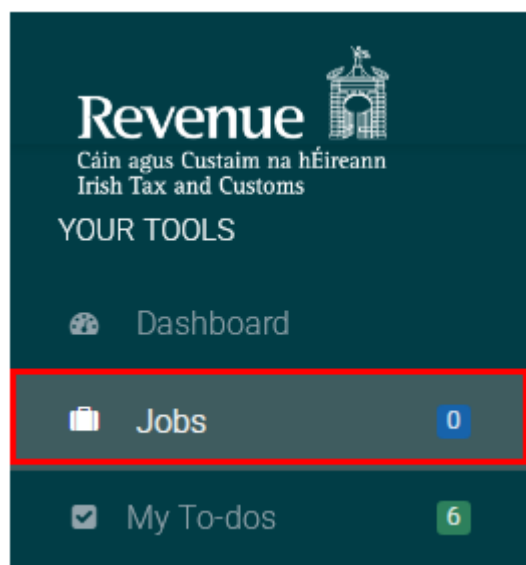 Revenue
Cáin agus Custaim na hÉireann
Irish Tax and Customs
YOUR TOOLS
Dashboard
Jobs 0
My To-dos 6